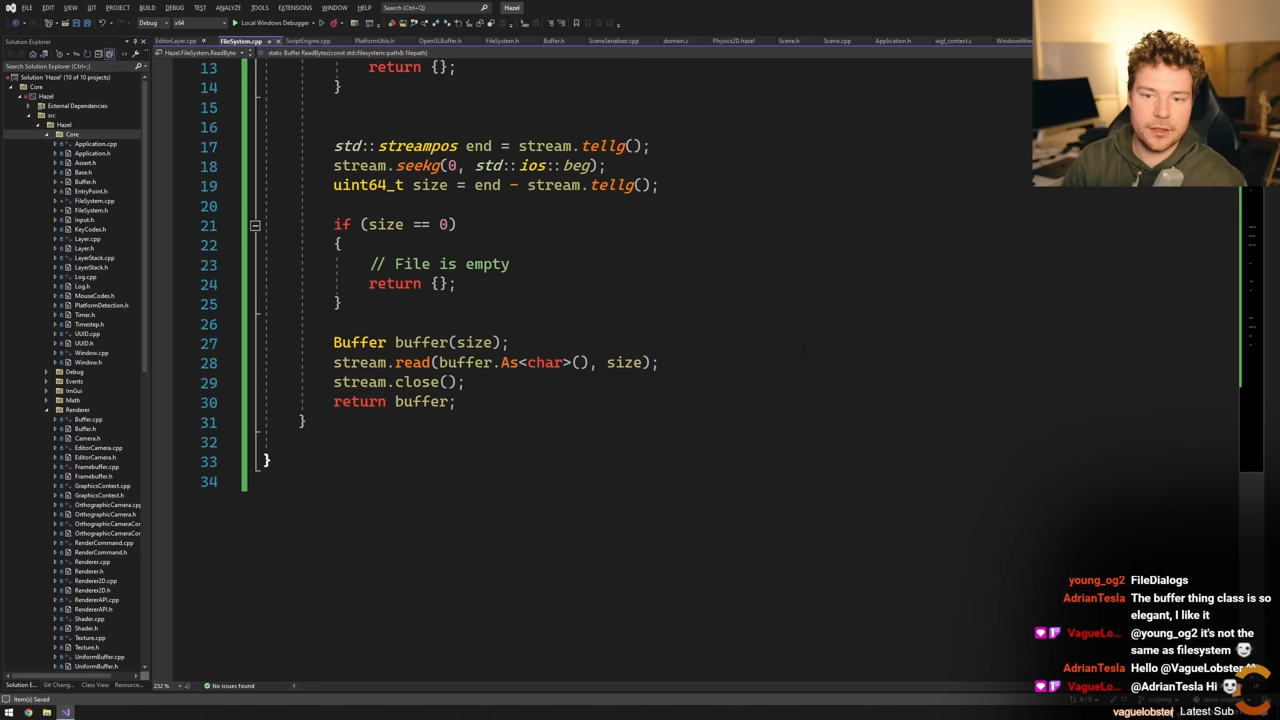 FILE EDIT VIEW GIT PROJECT BUILD DEBUG TEST ANALYZE TOOLS EXTENSIONS WINDOW HELP Search (Ctrl+;) Hazel
Debug x64 Local Windows Debugger
Solution Explorer
EditorLayer.cpp FileSystem.cpp ScriptEngine.cpp PlatformUtils.h OpenGLBuffer.h FileSystem.h Buffer.h SceneSerializer.cpp domain.c Physics2D.hazel Scene.h Scene.cpp Application.h wgl_context.c
Hazel.FileSystem.ReadByte static Buffer ReadBytes(const std::filesystem::path& filepath)
Search Solution Explorer (Ctrl+;)
Solution 'Hazel' (10 of 10 projects)
Core
Hazel
External Dependencies
src
Hazel
Core
Application.cpp
Application.h
Assert.h
Base.h
Buffer.h
EntryPoint.h
FileSystem.cpp
FileSystem.h
Input.h
KeyCodes.h
Layer.cpp
Layer.h
LayerStack.cpp
LayerStack.h
Log.cpp
Log.h
MouseCodes.h
PlatformDetection.h
Timer.h
Timestep.h
UUID.cpp
UUID.h
Window.cpp
Window.h
Debug
Events
ImGui
Math
Renderer
Buffer.cpp
Buffer.h
Camera.h
EditorCamera.cpp
EditorCamera.h
Framebuffer.cpp
Framebuffer.h
GraphicsContext.cpp
GraphicsContext.h
OrthographicCamera.cp
OrthographicCamera.h
OrthographicCameraCor
OrthographicCameraCor
RenderCommand.cpp
RenderCommand.h
Renderer.cpp
Renderer.h
Renderer2D.cpp
Renderer2D.h
RendererAPI.cpp
RendererAPI.h
Shader.cpp
Shader.h
Texture.cpp
Texture.h
UniformBuffer.cpp
UniformBuffer.h
Solution E... Git Chang... Class View Resource...
Item(s) Saved
13 return {};
14 }
15
16
17 std::streampos end = stream.tellg();
18 stream.seekg(0, std::ios::beg);
19 uint64_t size = end - stream.tellg();
20
21 if (size == 0)
22 {
23 // File is empty
24 return {};
25 }
26
27 Buffer buffer(size);
28 stream.read(buffer.As<char>(), size);
29 stream.close();
30 return buffer;
31 }
32
33 }
34
232 % No issues found
young_og2 FileDialogs
AdrianTesla The buffer thing class is so
elegant, I like it
VagueLo... @young_og2 it's not the
same as filesystem
AdrianTesla Hello @VagueLobster ^^
VagueLo... @AdrianTesla Hi
vaguelobster Latest Sub